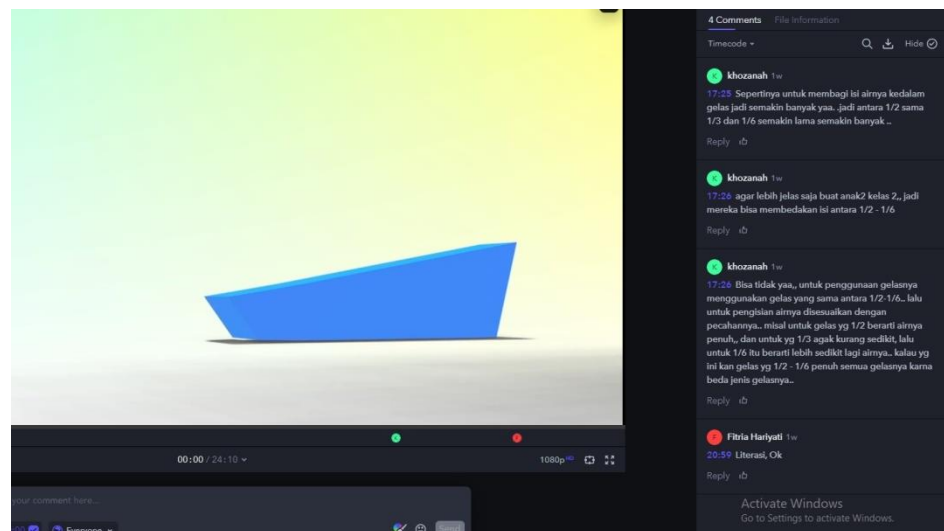 4 Comments File Information
Timecode
Hide
khozanah 1w
17:25 Sepertinya untuk membagi isi airnya kedalam
gelas jadi semakin banyak yaa. .jadi antara 1/2 sama
1/3 dan 1/6 semakin lama semakin banyak ..
Reply
khozanah 1w
17:26 agar lebih jelas saja buat anak2 kelas 2,, jadi
mereka bisa membedakan isi antara 1/2 - 1/6
Reply
khozanah 1w
17:26 Bisa tidak yaa,, untuk penggunaan gelasnya
menggunakan gelas yang sama antara 1/2-1/6.. lalu
untuk pengisian airnya disesuaikan dengan
pecahannya.. misal untuk gelas yg 1/2 berarti airnya
penuh,, dan untuk yg 1/3 agak kurang sedikit, lalu
untuk 1/6 itu berarti lebih sedikit lagi airnya.. kalau yg
ini kan gelas yg 1/2 - 1/6 penuh semua gelasnya karna
beda jenis gelasnya..
Reply
Fitria Hariyati 1w
20:59 Literasi, Ok
Reply
00:00 / 24:10
1080p HD
your comment here...
Everyone
Send
Activate Windows
Go to Settings to activate Windows.